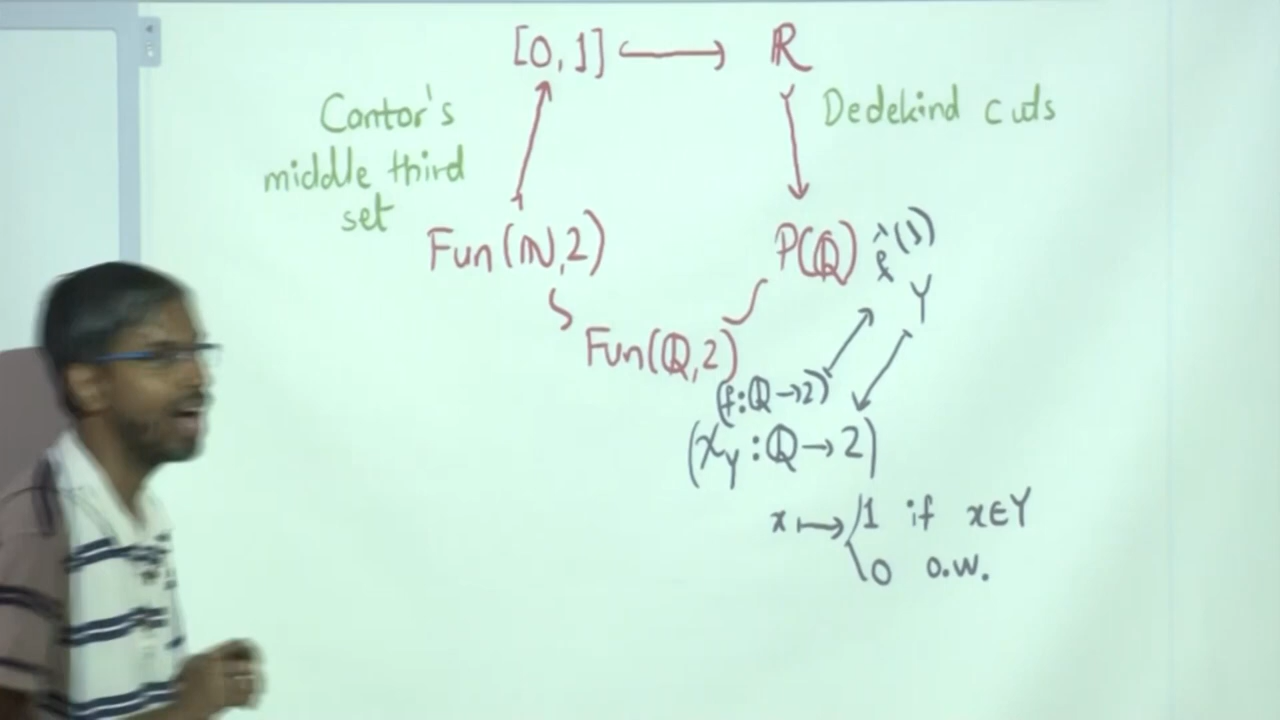 [0,1] ↪ ℝ
Cantor's
middle third
set
Dedekind cuts
Fun(ℕ,2)
P(ℚ) f⁻¹(1)
Y
Fun(ℚ,2)
(f:ℚ→2)
(χ_Y:ℚ→2)
x ↦ 1 if x∈Y
0 o.w.